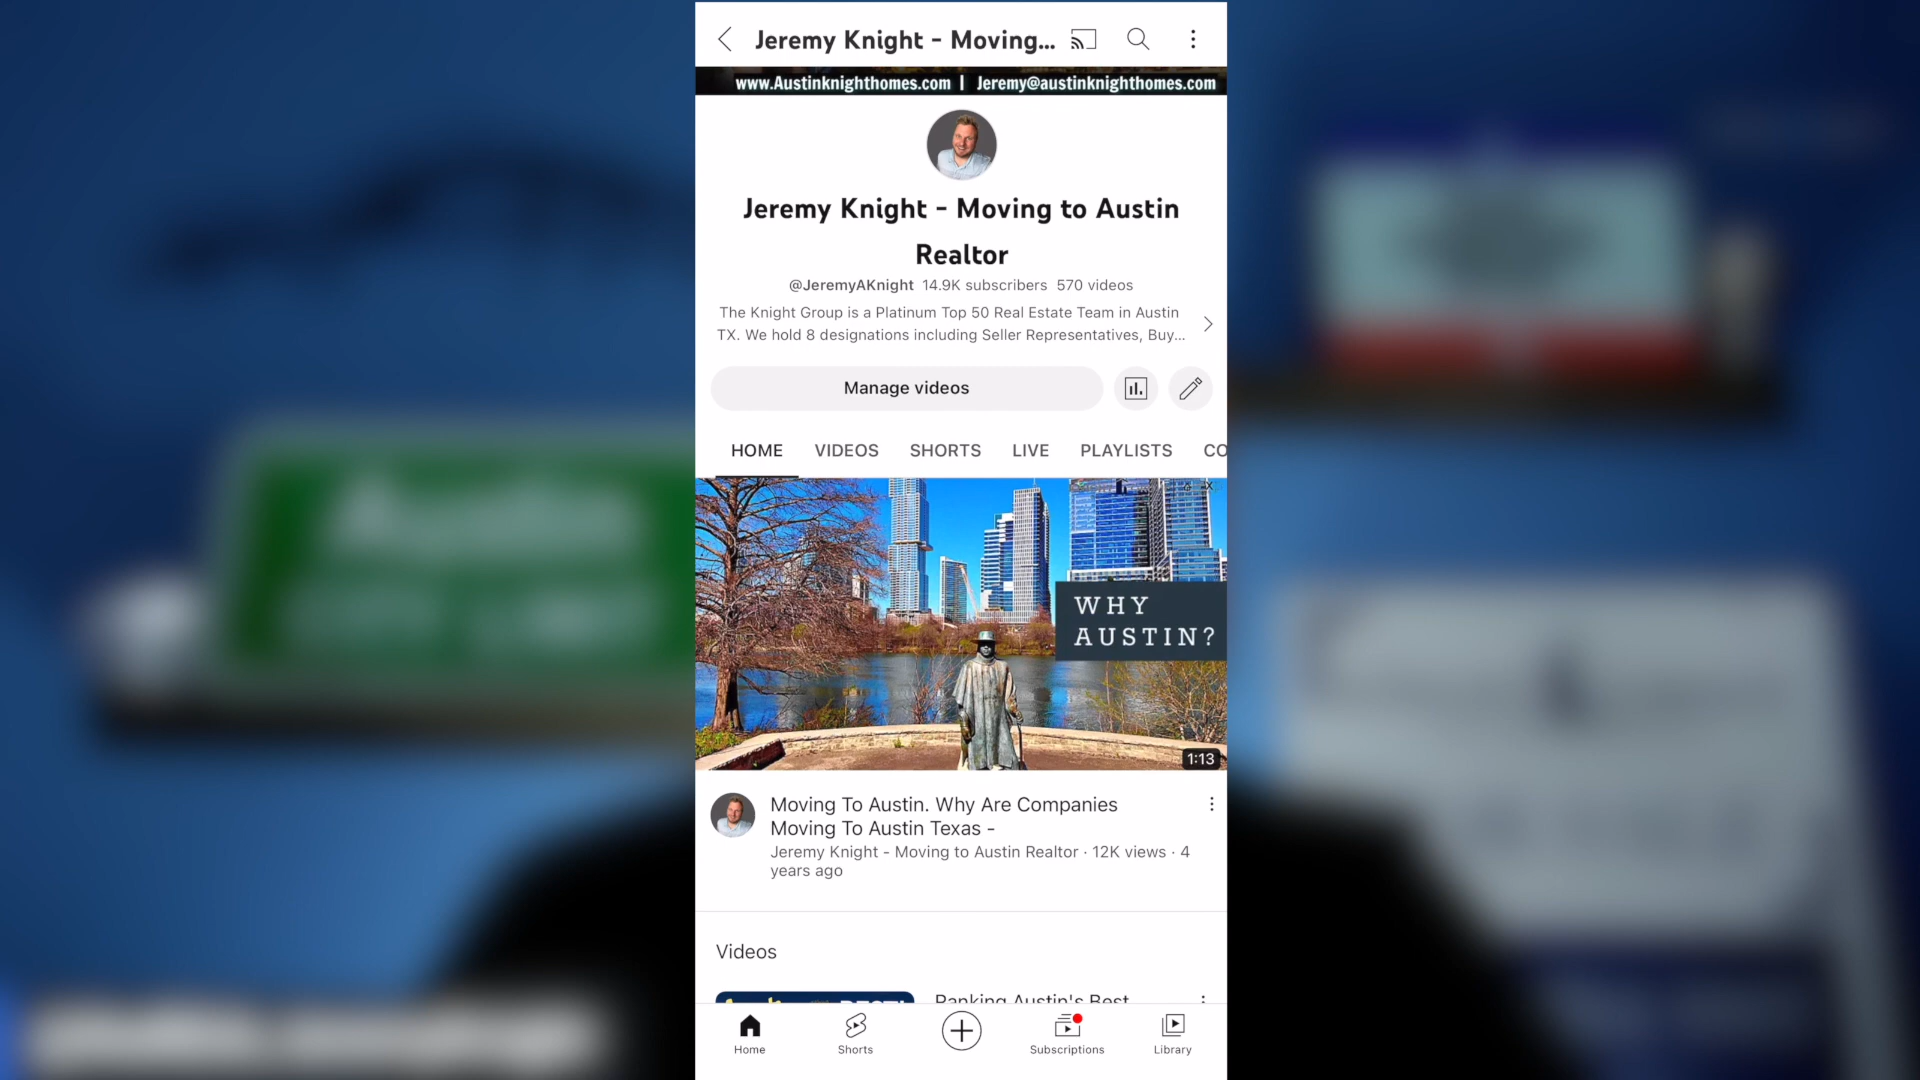 Jeremy Knight - Moving...
www.Austinknighthomes.com | Jeremy@austinknighthomes.com
Jeremy Knight - Moving to Austin
Realtor
@JeremyAKnight 14.9K subscribers 570 videos
The Knight Group is a Platinum Top 50 Real Estate Team in Austin
TX. We hold 8 designations including Seller Representatives, Buy...
Manage videos
HOME VIDEOS SHORTS LIVE PLAYLISTS CO
WHY
AUSTIN?
1:13
Moving To Austin. Why Are Companies
Moving To Austin Texas -
Jeremy Knight - Moving to Austin Realtor · 12K views · 4
years ago
Videos
Ranking Austin's Best
Home Shorts Subscriptions Library